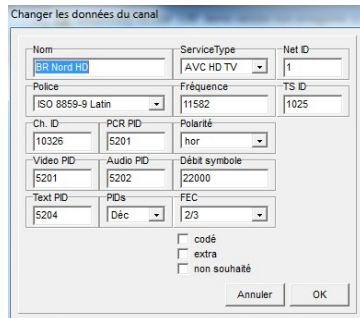 Changer les données du canal
Nom ServiceType Net ID
BR Nord HD AVC HD TV 1
Police Fréquence TS ID
ISO 8859-9 Latin 11582 1025
Ch. ID PCR PID Polarité
10326 5201 hor
Video PID Audio PID Débit symbole
5201 5202 22000
Text PID PIDs FEC
5204 Déc 2/3
codé
extra
non souhaité
Annuler OK